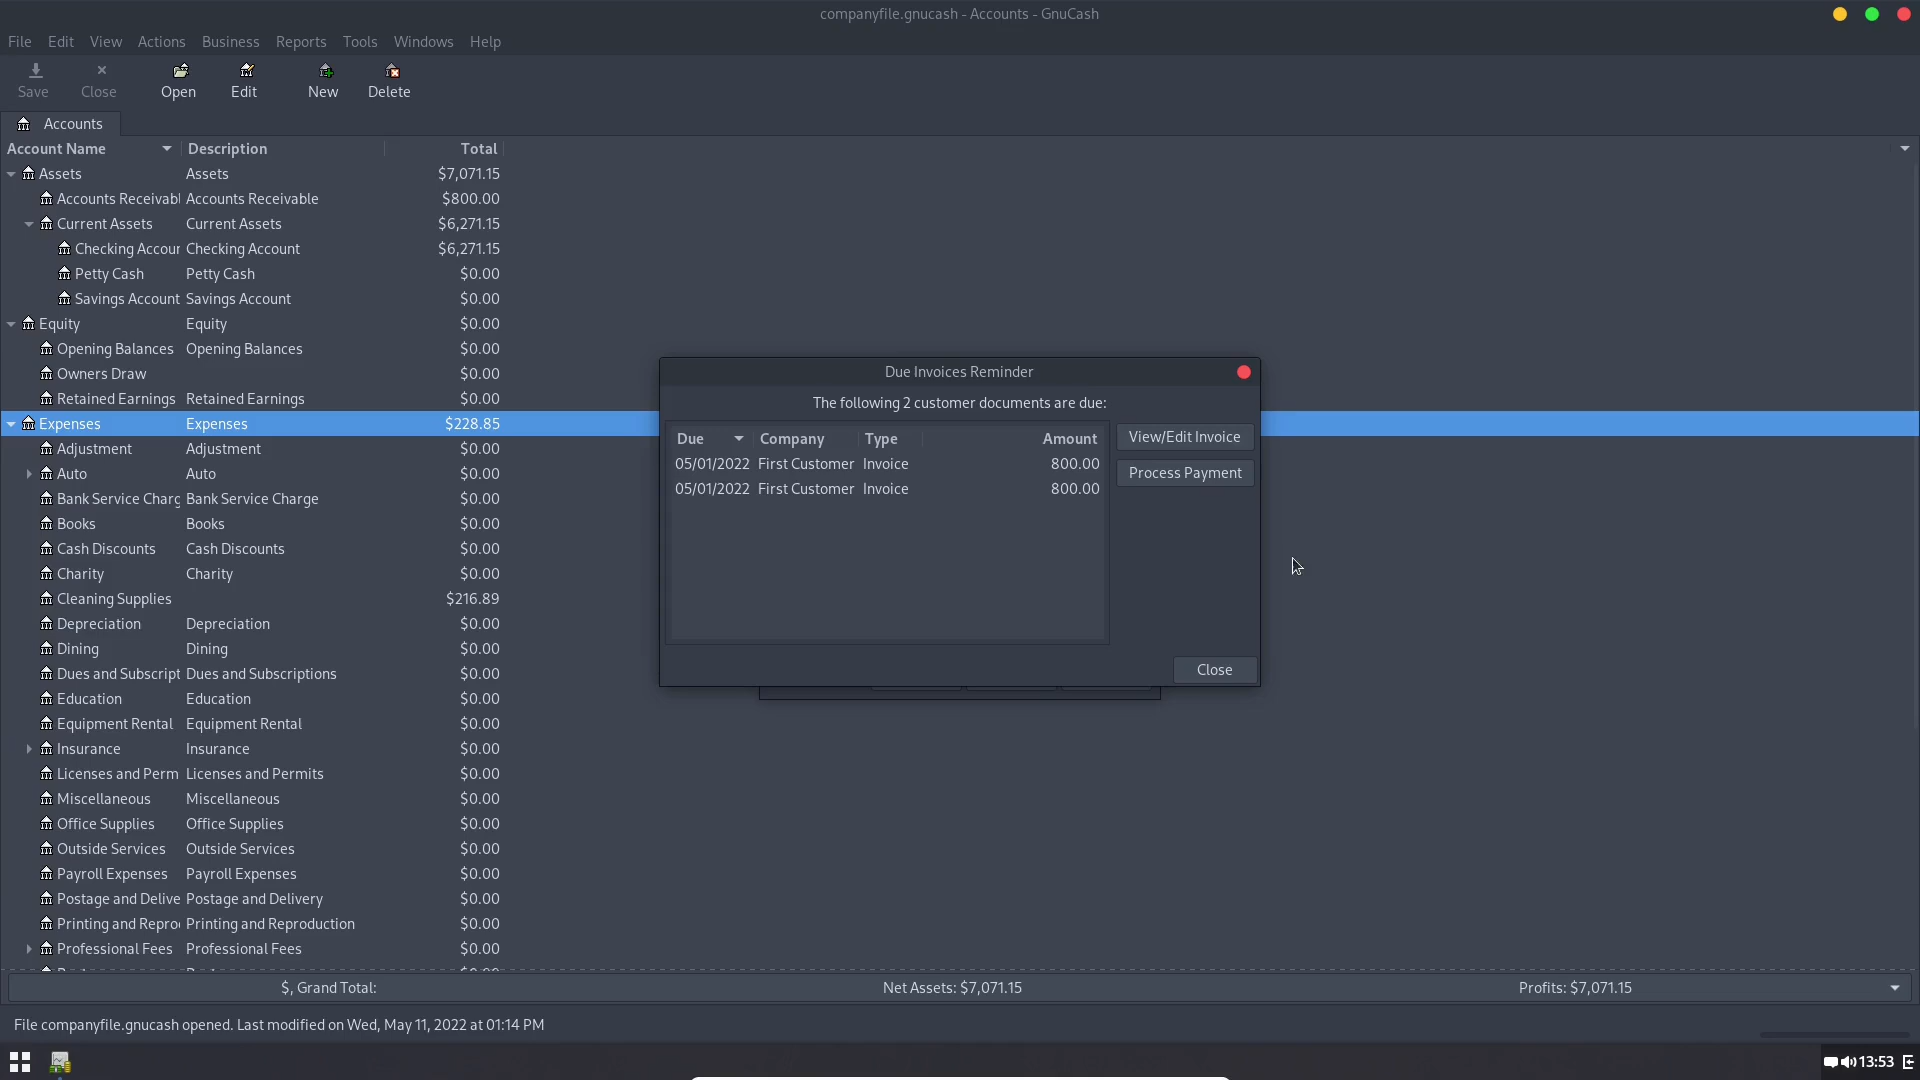 companyfile.gnucash - Accounts - GnuCash
File Edit View Actions Business Reports Tools Windows Help
Save Close Open Edit New Delete
Accounts
Account Name Description Total
Assets Assets $7,071.15
Accounts Receivabl Accounts Receivable $800.00
Current Assets Current Assets $6,271.15
Checking Accour Checking Account $6,271.15
Petty Cash Petty Cash $0.00
Savings Account Savings Account $0.00
Equity Equity $0.00
Opening Balances Opening Balances $0.00
Owners Draw $0.00
Retained Earnings Retained Earnings $0.00
Expenses Expenses $228.85
Adjustment Adjustment $0.00
Auto Auto $0.00
Bank Service Charg Bank Service Charge $0.00
Books Books $0.00
Cash Discounts Cash Discounts $0.00
Charity Charity $0.00
Cleaning Supplies $216.89
Depreciation Depreciation $0.00
Dining Dining $0.00
Dues and Subscript Dues and Subscriptions $0.00
Education Education $0.00
Equipment Rental Equipment Rental $0.00
Insurance Insurance $0.00
Licenses and Perm Licenses and Permits $0.00
Miscellaneous Miscellaneous $0.00
Office Supplies Office Supplies $0.00
Outside Services Outside Services $0.00
Payroll Expenses Payroll Expenses $0.00
Postage and Delive Postage and Delivery $0.00
Printing and Repro Printing and Reproduction $0.00
Professional Fees Professional Fees $0.00
Due Invoices Reminder
The following 2 customer documents are due:
Due Company Type Amount
05/01/2022 First Customer Invoice 800.00
05/01/2022 First Customer Invoice 800.00
View/Edit Invoice
Process Payment
Close
$, Grand Total: Net Assets: $7,071.15 Profits: $7,071.15
File companyfile.gnucash opened. Last modified on Wed, May 11, 2022 at 01:14 PM
13:53